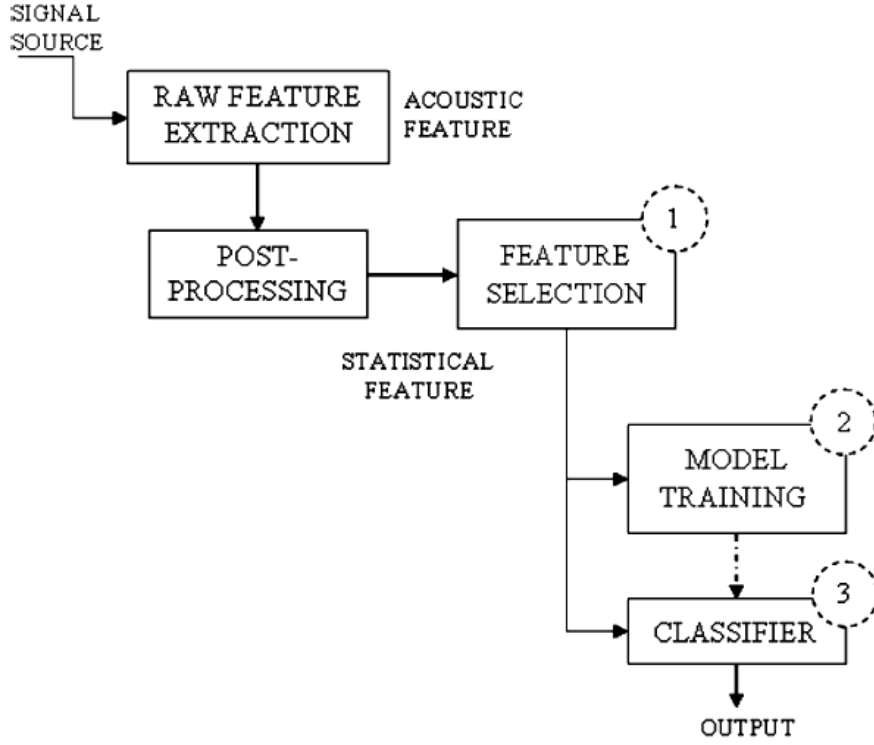 SIGNAL
SOURCE
RAW FEATURE
EXTRACTION
ACOUSTIC
FEATURE
POST-
PROCESSING
1
FEATURE
SELECTION
STATISTICAL
FEATURE
2
MODEL
TRAINING
3
CLASSIFIER
OUTPUT